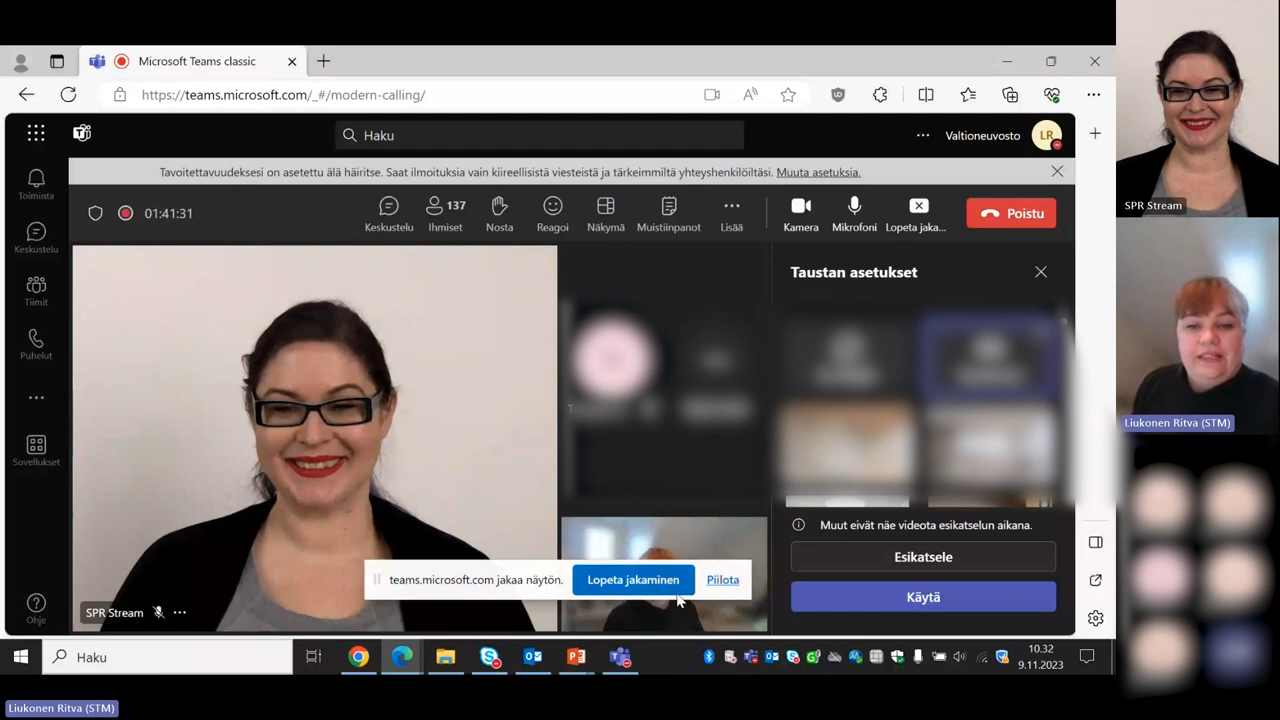 Microsoft Teams classic
https://teams.microsoft.com/_#/modern-calling/
Haku
Valtioneuvosto
LR
Tavoitettavuudeksesi on asetettu älä häiritse. Saat ilmoituksia vain kiireellisistä viesteistä ja tärkeimmiltä yhteyshenkilöiltäsi. Muuta asetuksia.
Toiminta
Keskustelu
Tiimit
Puhelut
Sovellukset
Ohje
01:41:31
137
Keskustelu Ihmiset Nosta Reagoi Näkymä Muistiinpanot Lisää
Kamera Mikrofoni Lopeta jaka...
Poistu
Taustan asetukset
Muut eivät näe videota esikatselun aikana.
Esikatsele
Käytä
teams.microsoft.com jakaa näytön. Lopeta jakaminen Piilota
SPR Stream
Haku
10.32
9.11.2023
SPR Stream
Liukonen Ritva (STM)
Liukonen Ritva (STM)